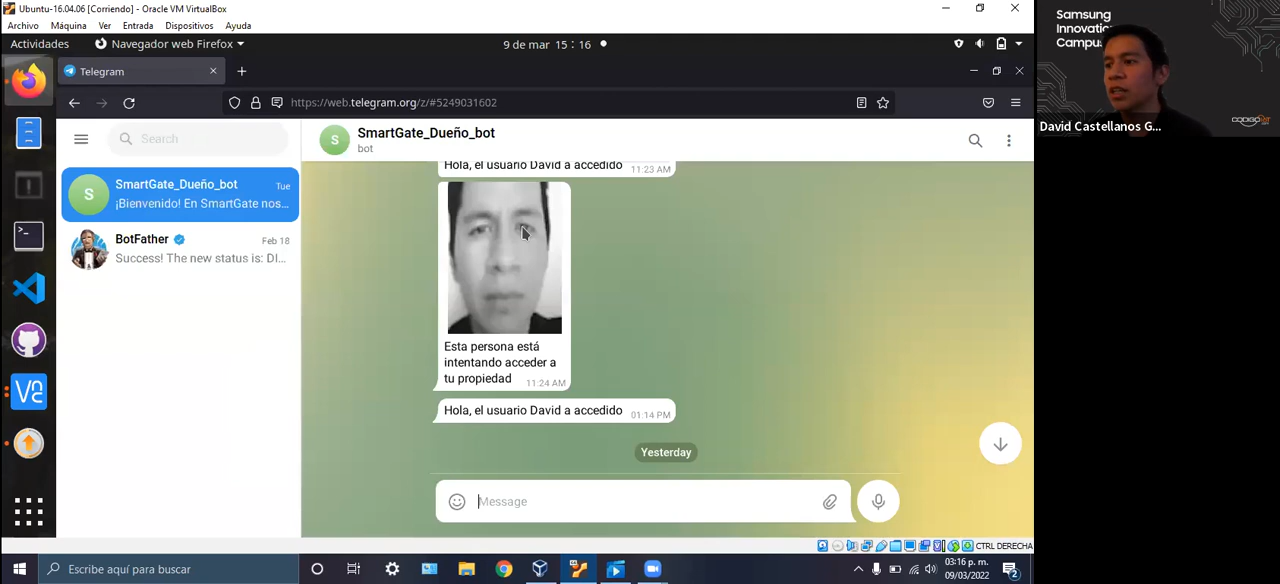 Ubuntu-16.04.06 [Corriendo] - Oracle VM VirtualBox
Archivo Máquina Ver Entrada Dispositivos Ayuda
Actividades Navegador web Firefox 9 de mar 15:16
Telegram
https://web.telegram.org/z/#5249031602
Search
S SmartGate_Dueño_bot
bot
S SmartGate_Dueño_bot Tue
¡Bienvenido! En SmartGate nos...
BotFather Feb 18
Success! The new status is: DI...
Hola, el usuario David a accedido 11:23 AM
Esta persona está
intentando acceder a
tu propiedad 11:24 AM
Hola, el usuario David a accedido 01:14 PM
Yesterday
Message
CTRL DERECHA
Escribe aquí para buscar
03:16 p. m.
09/03/2022
2
Samsung
Innovation
Campus
David Castellanos G...